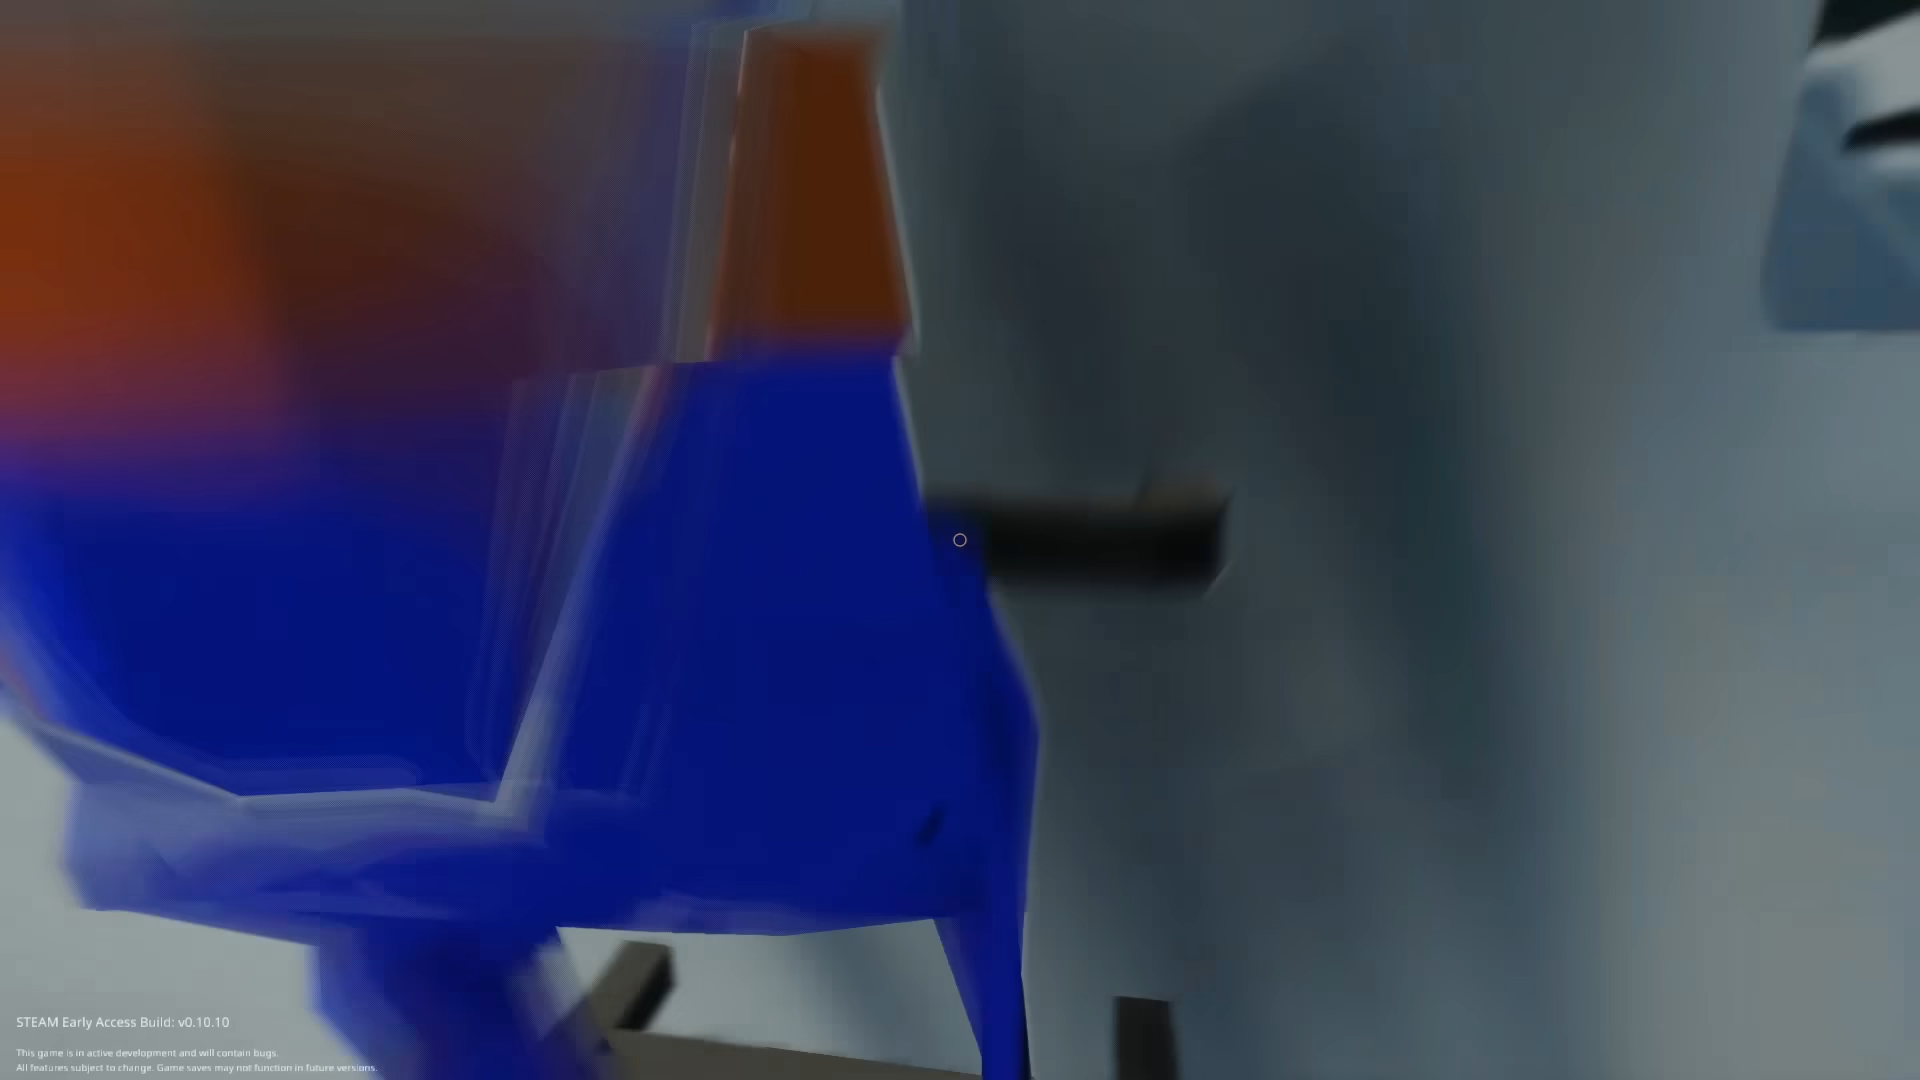 STEAM Early Access Build: v0.10.10
This game is in active development and will contain bugs.
All features subject to change. Game saves may not function in future versions.